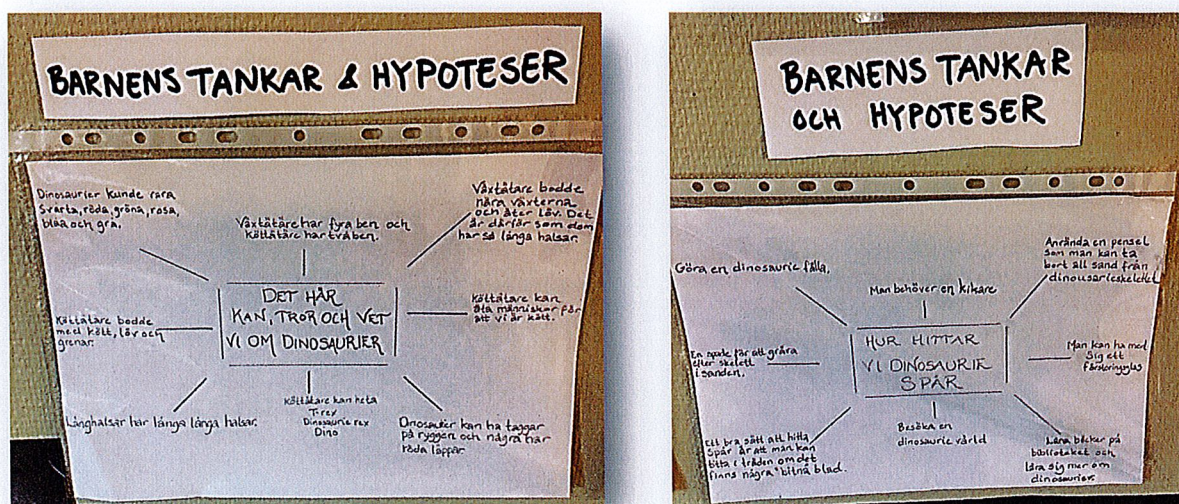 BARNENS TANKAR & HYPOTESER
Dinosaurier kunde vara
Svarta, röda, gröna, rosa,
blåa och grå.
Växtätare har fyra ben och
köttätare har två ben.
Växtätare bodde
nära växterna
och äter löv. Det
är därför som dom
har så långa halsar.
Köttätare bodde
med kött, löv och
grenar.
DET HÄR
KAN, TROR OCH VET
VI OM DINOSAURIER
Köttätare kan
äta människor för
att vi är kött.
Långhalsar har långa långa halsar.
Köttätare kan heta
T-rex
Dinosaurie rex
Dino
Dinosaurier kan ha taggar
på ryggen och några har
röda läppar.
BARNENS TANKAR
OCH HYPOTESER
Göra en dinosaurie fälla.
Man behöver en kikare
Använda en pensel
som man kan ta
bort all sand från
dinousarieskelettet.
En spade för att gräva
efter skelett
i sanden.
HUR HITTAR
VI DINOSAURIE
SPÅR
Man kan ha med
sig ett
förstoringsglas
Ett bra sätt att hitta
Spår är att man kan
titta i träden om det
finns några "bitna" blad.
Besöka en
dinosaurie värld
Låna böcker på
biblioteket och
lära sig mer om
dinosaurier.